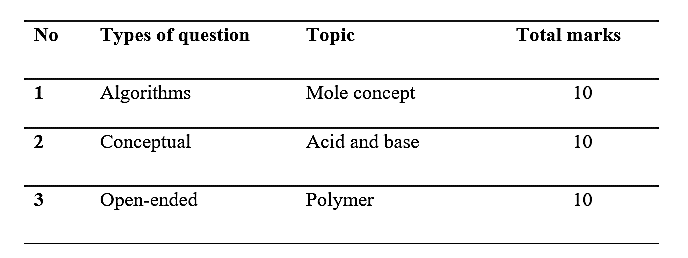 No Types of question Topic Total marks
1 Algorithms Mole concept 10
2 Conceptual Acid and base 10
3 Open-ended Polymer 10